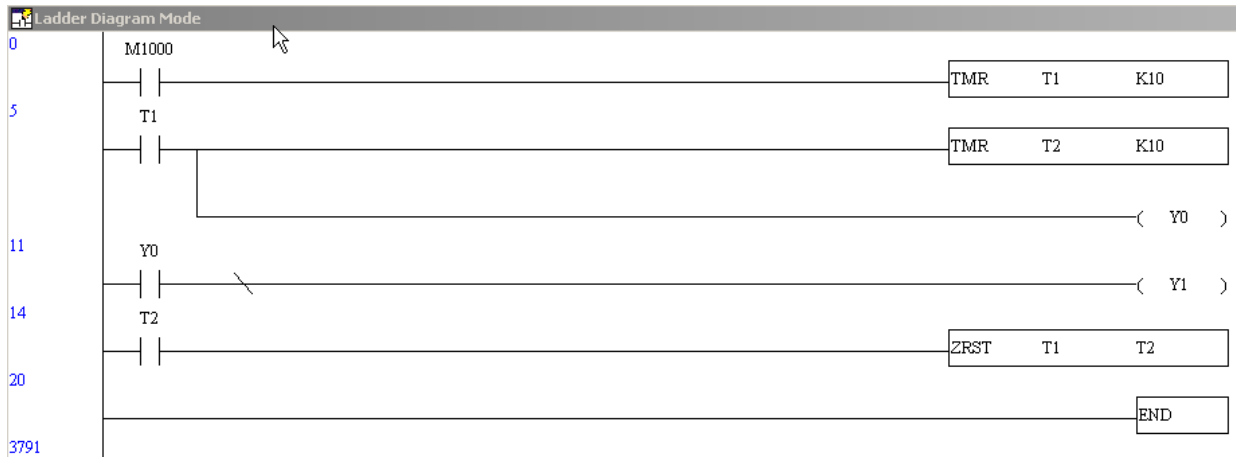 Ladder Diagram Mode
0
M1000
TMR T1 K10
5
T1
TMR T2 K10
( Y0 )
11
Y0
( Y1 )
14
T2
ZRST T1 T2
20
END
3791